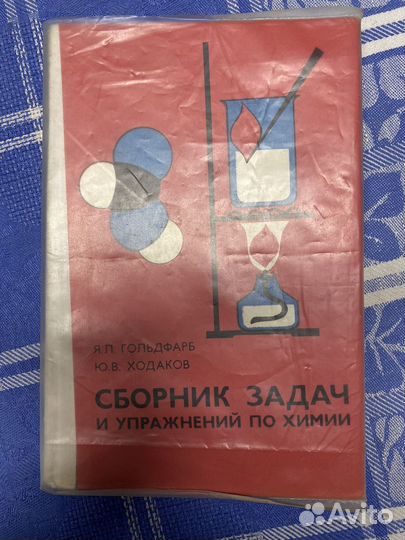 Я.Л. ГОЛЬДФАРБ
Ю.В. ХОДАКОВ
СБОРНИК ЗАДАЧ
И УПРАЖНЕНИЙ ПО ХИМИИ
Avito